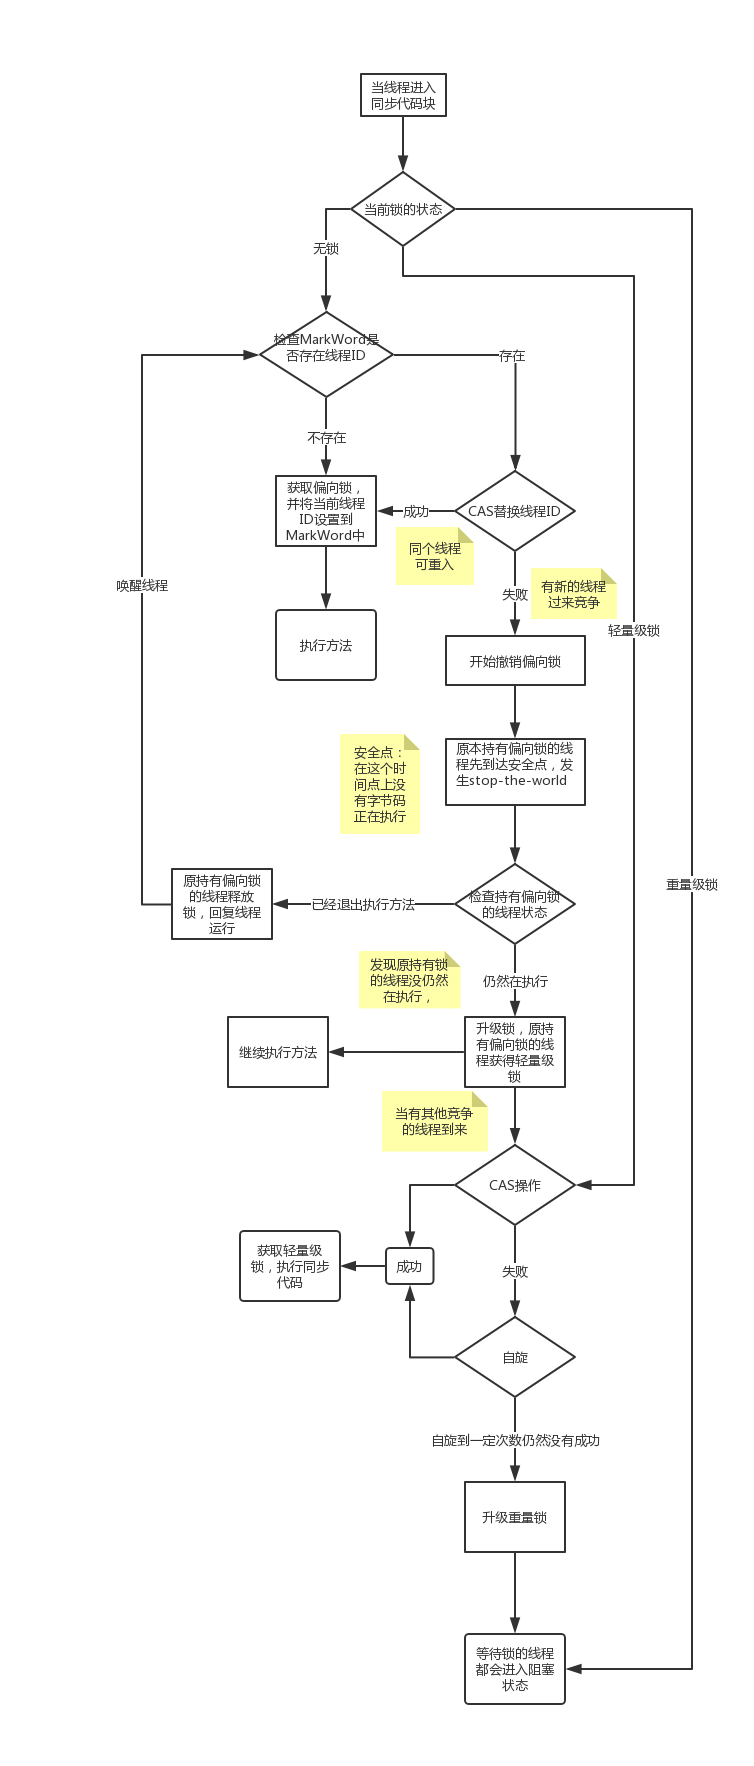 当线程进入
同步代码块
当前锁的状态
无锁
检查MarkWord是
否存在线程ID
存在
不存在
获取偏向锁，
并将当前线程
ID设置到
MarkWord中
成功
CAS替换线程ID
同个线程
可重入
唤醒线程
失败
有新的线程
过来竞争
轻量级锁
执行方法
开始撤销偏向锁
安全点：
在这个时
间点上没
有字节码
正在执行
原本持有偏向锁的线
程先到达安全点，发
生stop-the-world
重量级锁
原持有偏向锁
的线程释放
锁，回复线程
运行
已经退出执行方法
检查持有偏向锁
的线程状态
发现原持有锁
的线程没仍然
在执行，
仍然在执行
继续执行方法
升级锁，原持
有偏向锁的线
程获得轻量级
锁
当有其他竞争
的线程到来
CAS操作
获取轻量级
锁，执行同步
代码
成功
失败
自旋
自旋到一定次数仍然没有成功
升级重量锁
等待锁的线程
都会进入阻塞
状态